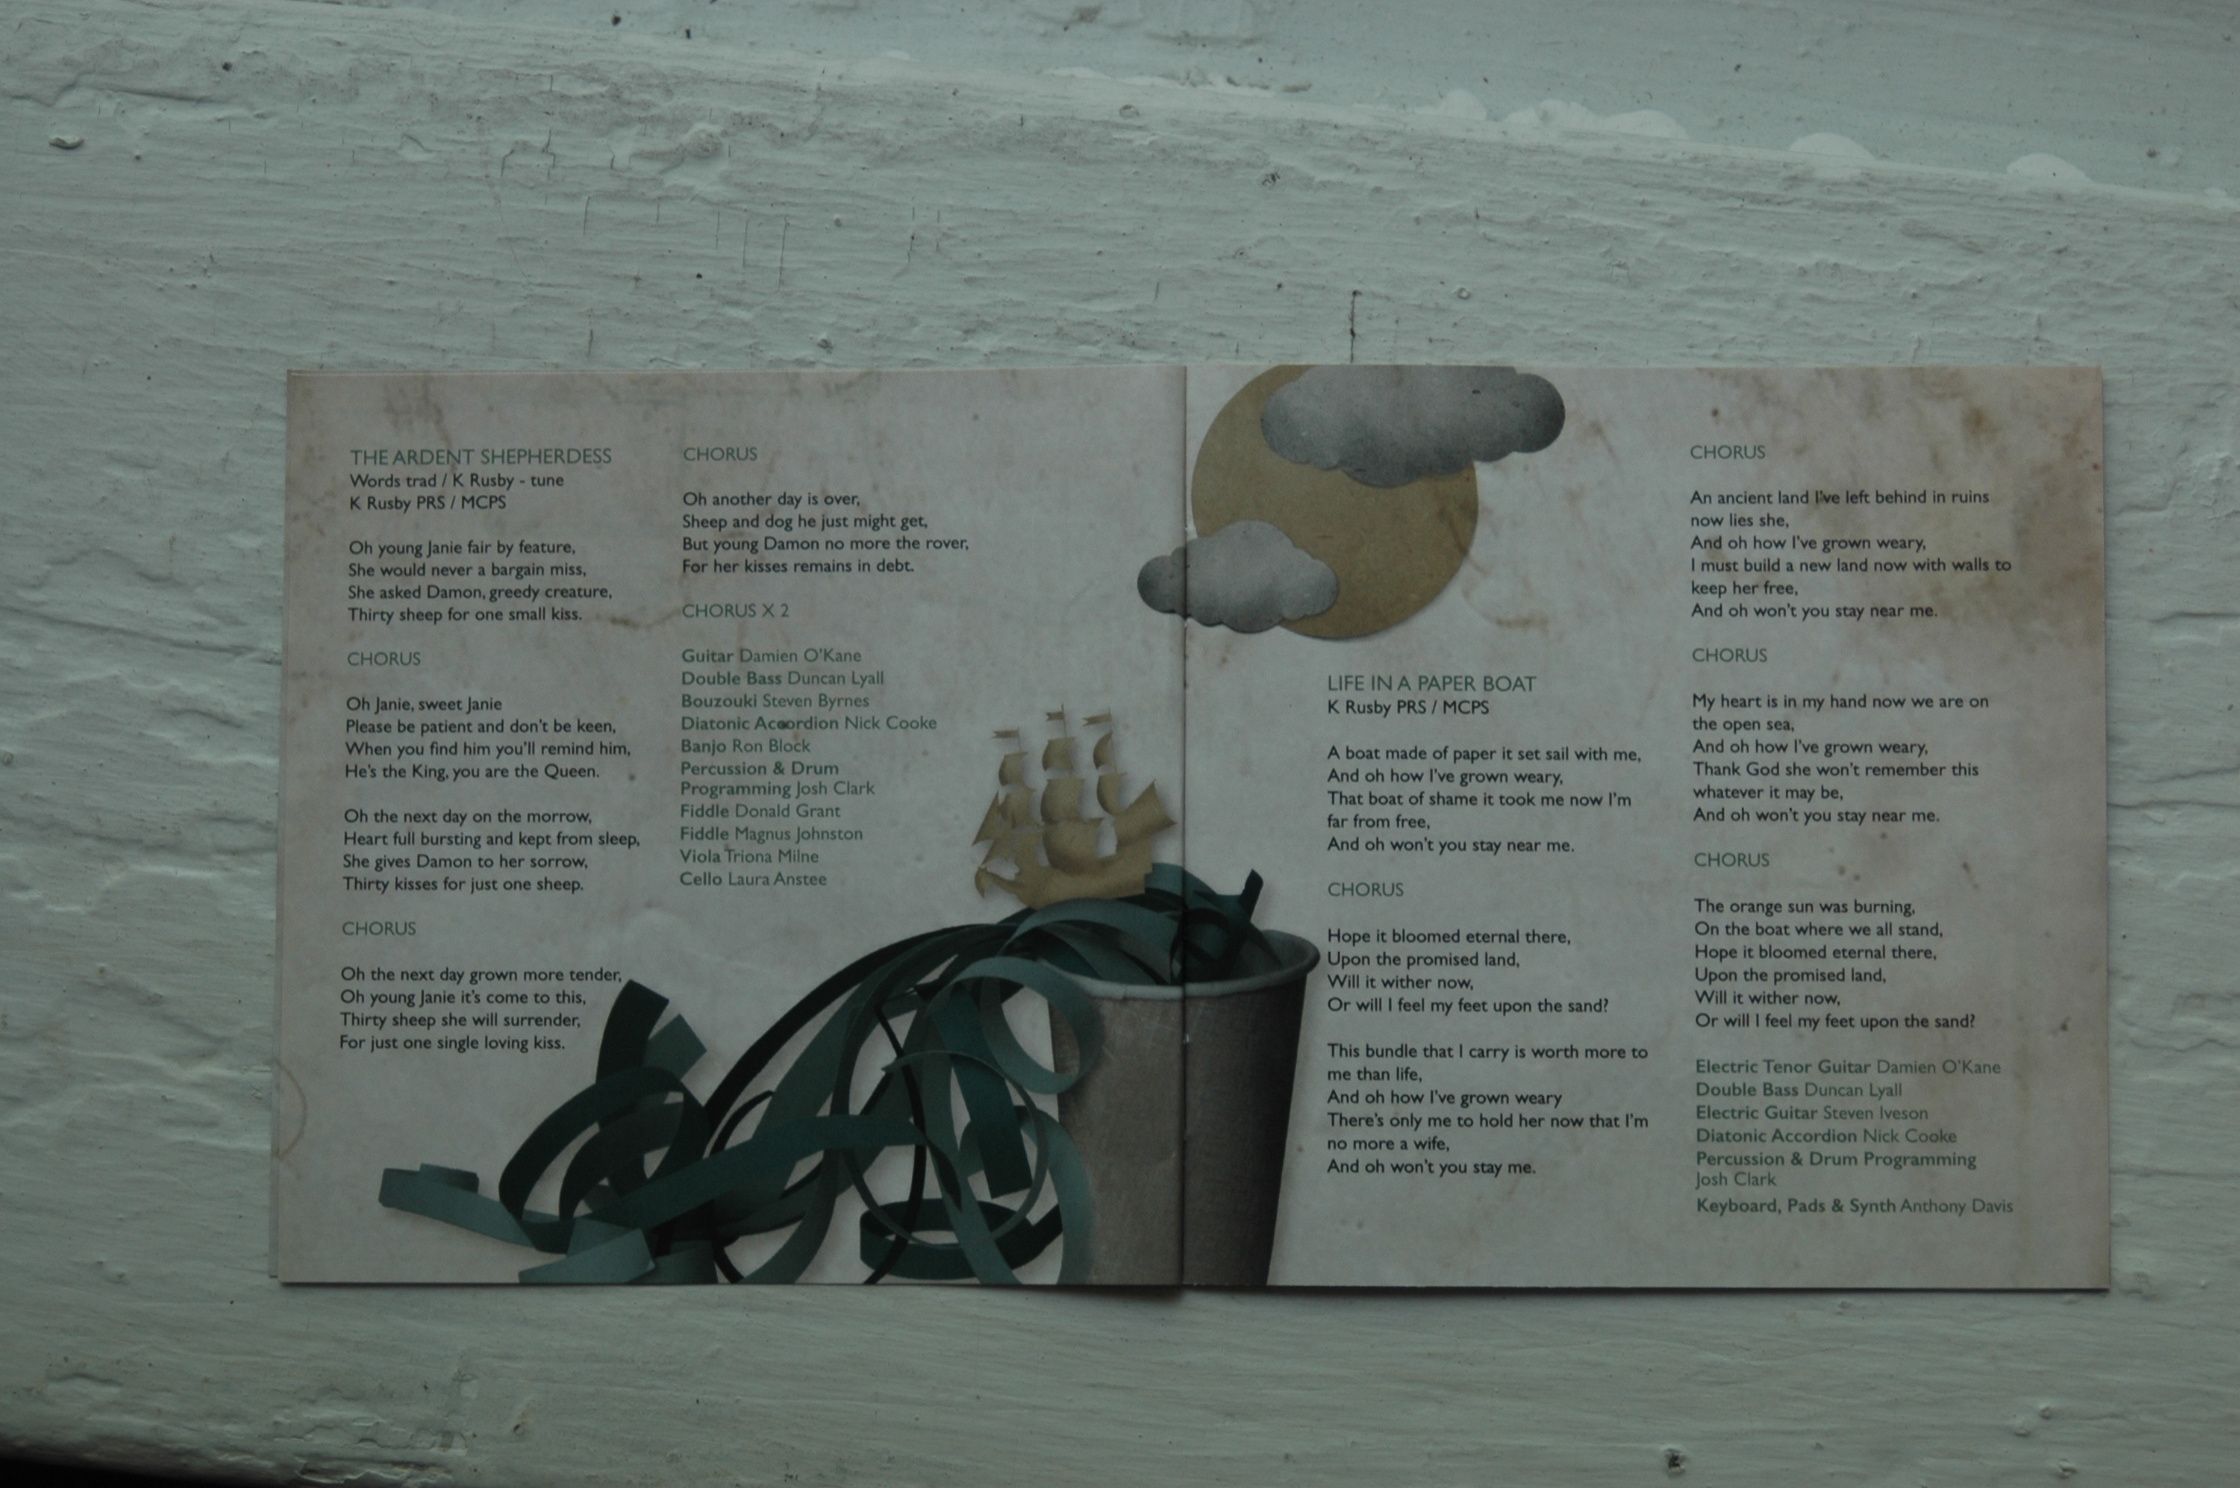 THE ARDENT SHEPHERDESS
Words trad / K Rusby - tune
K Rusby PRS / MCPS
Oh young Janie fair by feature,
She would never a bargain miss,
She asked Damon, greedy creature,
Thirty sheep for one small kiss.
CHORUS
Oh Janie, sweet Janie
Please be patient and don't be keen,
When you find him you'll remind him,
He's the King, you are the Queen.
Oh the next day on the morrow,
Heart full bursting and kept from sleep,
She gives Damon to her sorrow,
Thirty kisses for just one sheep.
CHORUS
Oh the next day grown more tender,
Oh young Janie it's come to this,
Thirty sheep she will surrender,
For just one single loving kiss.
CHORUS
Oh another day is over,
Sheep and dog he just might get,
But young Damon no more the rover,
For her kisses remains in debt.
CHORUS X 2
Guitar Damien O'Kane
Double Bass Duncan Lyall
Bouzouki Steven Byrnes
Diatonic Accordion Nick Cooke
Banjo Ron Block
Percussion & Drum
Programming Josh Clark
Fiddle Donald Grant
Fiddle Magnus Johnston
Viola Triona Milne
Cello Laura Anstee
LIFE IN A PAPER BOAT
K Rusby PRS / MCPS
A boat made of paper it set sail with me,
And oh how I've grown weary,
That boat of shame it took me now I'm
far from free,
And oh won't you stay near me.
CHORUS
Hope it bloomed eternal there,
Upon the promised land,
Will it wither now,
Or will I feel my feet upon the sand?
This bundle that I carry is worth more to
me than life,
And oh how I've grown weary
There's only me to hold her now that I'm
no more a wife,
And oh won't you stay me.
CHORUS
An ancient land I've left behind in ruins
now lies she,
And oh how I've grown weary,
I must build a new land now with walls to
keep her free,
And oh won't you stay near me.
CHORUS
My heart is in my hand now we are on
the open sea,
And oh how I've grown weary,
Thank God she won't remember this
whatever it may be,
And oh won't you stay near me.
CHORUS
The orange sun was burning,
On the boat where we all stand,
Hope it bloomed eternal there,
Upon the promised land,
Will it wither now,
Or will I feel my feet upon the sand?
Electric Tenor Guitar Damien O'Kane
Double Bass Duncan Lyall
Electric Guitar Steven Iveson
Diatonic Accordion Nick Cooke
Percussion & Drum Programming
Josh Clark
Keyboard, Pads & Synth Anthony Davis